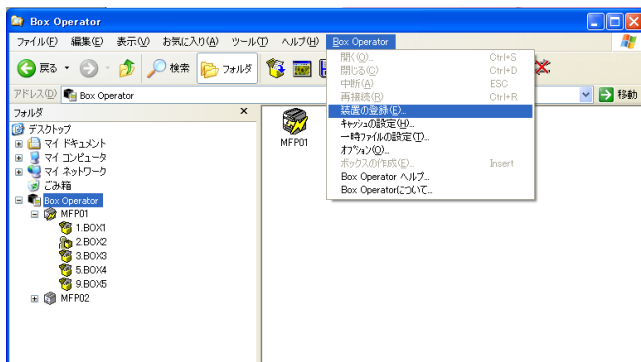 Box Operator
ファイル(F) 編集(E) 表示(V) お気に入り(A) ツール(T) ヘルプ(H) Box Operator
戻る 検索 フォルダ
アドレス(D) Box Operator 移動
フォルダ ×
デスクトップ
マイ ドキュメント
マイ コンピュータ
マイ ネットワーク
ごみ箱
Box Operator
MFP01
1.BOX1
2.BOX2
3.BOX3
5.BOX4
9.BOX5
MFP02
MFP01
開く(O)... Ctrl+S
閉じる(C) Ctrl+D
中断(A) ESC
再接続(R) Ctrl+R
装置の登録(E)...
キャッシュの設定(H)...
一時ファイルの設定(T)...
オプション(O)...
ボックスの作成(E)... Insert
Box Operator ヘルプ...
Box Operatorについて...